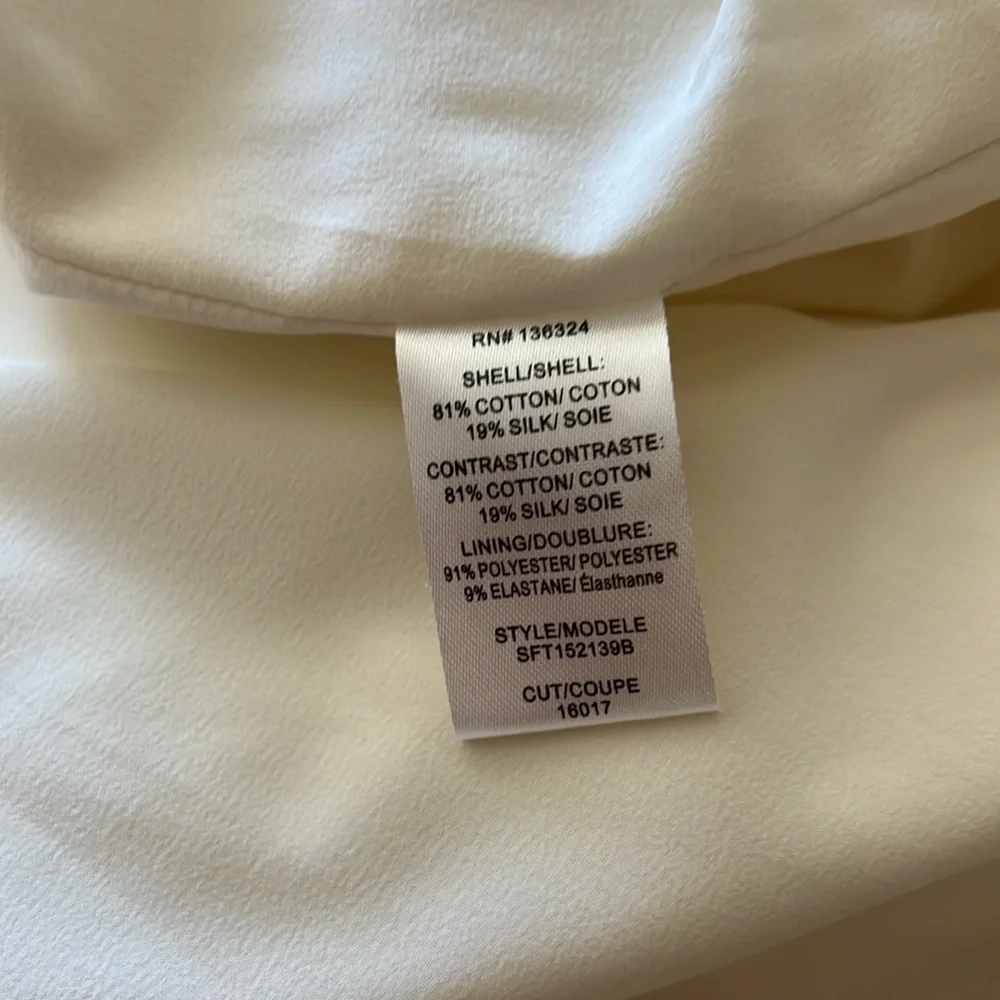 RN# 136324
SHELL/SHELL:
81% COTTON/ COTON
19% SILK/ SOIE
CONTRAST/CONTRASTE:
81% COTTON/ COTON
19% SILK/ SOIE
LINING/DOUBLURE:
91% POLYESTER/ POLYESTER
9% ELASTANE/ Élasthanne
STYLE/MODELE
SFT152139B
CUT/COUPE
16017